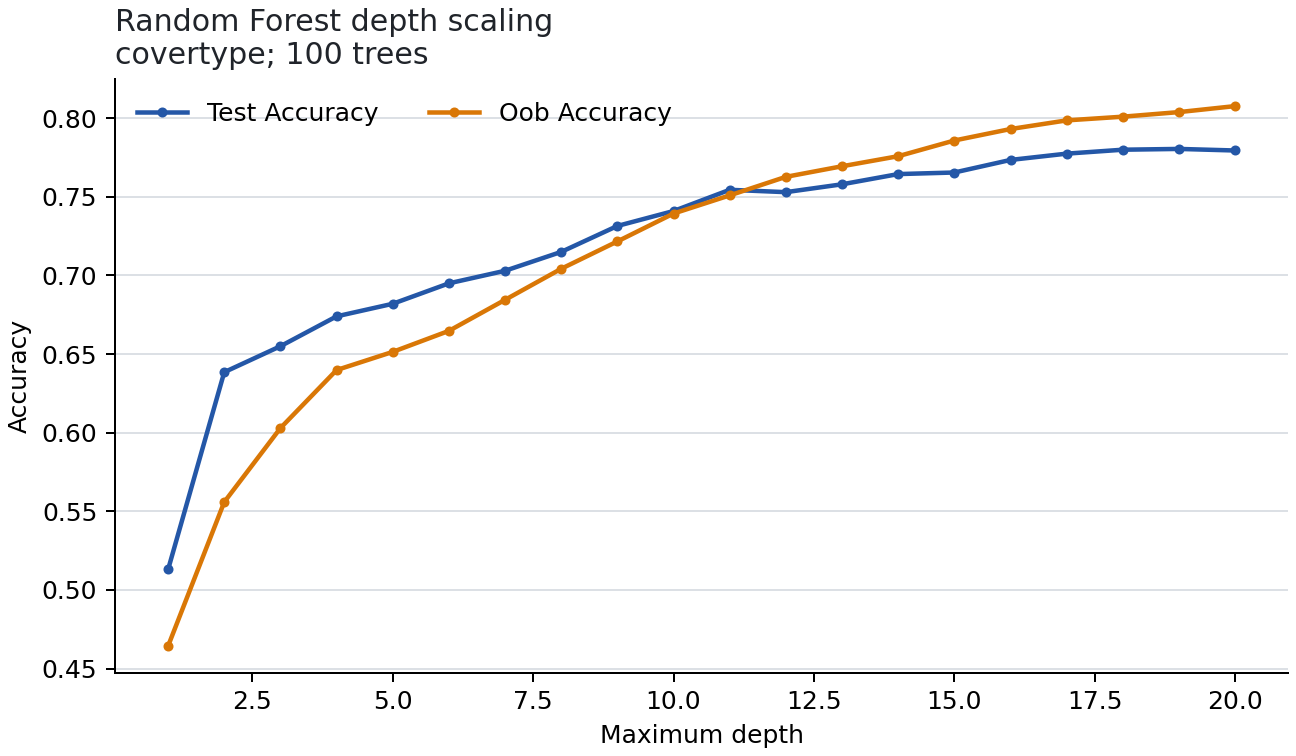 Random Forest depth scaling
covertype; 100 trees
Test Accuracy
Oob Accuracy
0.80
0.75
0.70
0.65
0.60
0.55
0.50
0.45
Accuracy
2.5
5.0
7.5
10.0
12.5
15.0
17.5
20.0
Maximum depth